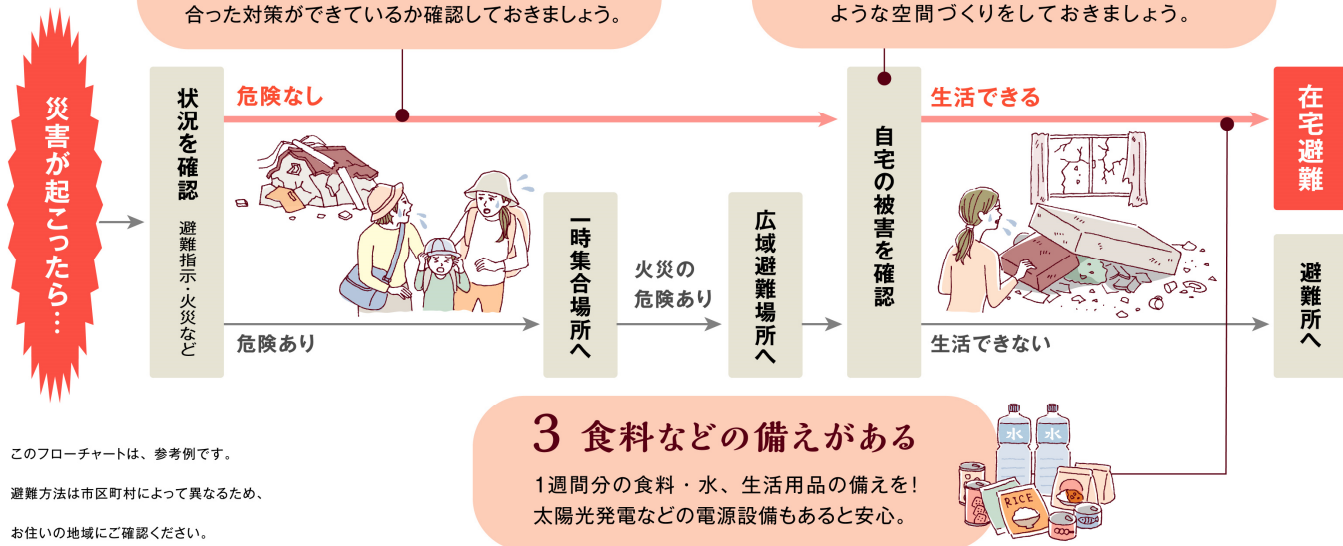 合った対策ができているか確認しておきましょう。
ような空間づくりをしておきましょう。
災害が起こったら…
状況を確認
避難指示・火災など
危険なし
危険あり
一時集合場所へ
火災の
危険あり
広域避難場所へ
自宅の被害を確認
生活できる
生活できない
在宅避難
避難所へ
3 食料などの備えがある
1週間分の食料・水、生活用品の備えを!
太陽光発電などの電源設備もあると安心。
水
水
RICE
このフローチャートは、参考例です。
避難方法は市区町村によって異なるため、
お住いの地域にご確認ください。